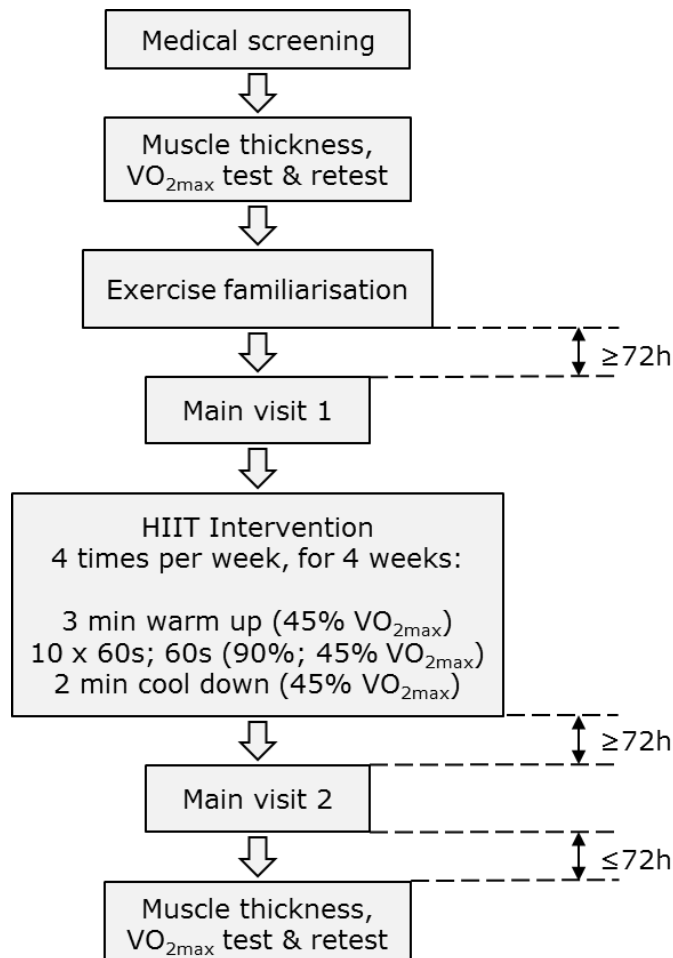 Medical screening
Muscle thickness,
VO2max test & retest
Exercise familiarisation
≥72h
Main visit 1
HIIT Intervention
4 times per week, for 4 weeks:
3 min warm up (45% VO2max)
10 x 60s; 60s (90%; 45% VO2max)
2 min cool down (45% VO2max)
≥72h
Main visit 2
≤72h
Muscle thickness,
VO2max test & retest